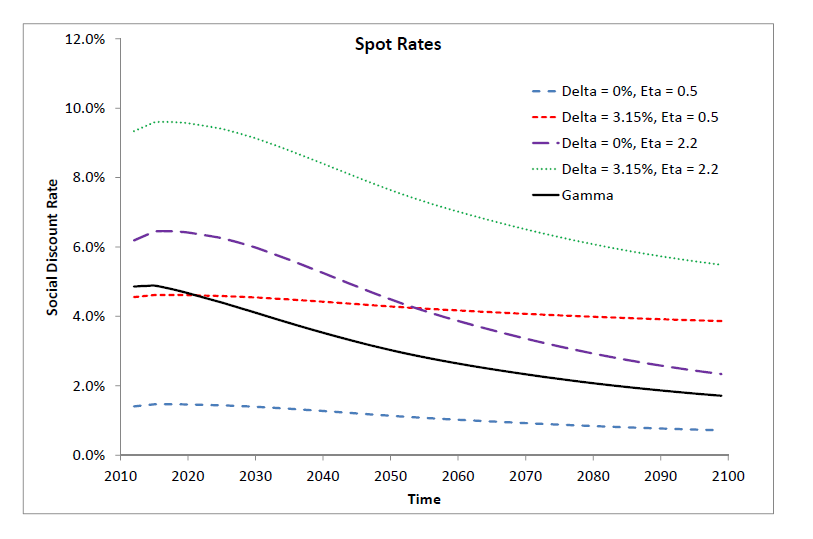 Spot Rates
12.0%
10.0%
8.0%
6.0%
4.0%
2.0%
0.0%
Social Discount Rate
Delta = 0%, Eta = 0.5
Delta = 3.15%, Eta = 0.5
Delta = 0%, Eta = 2.2
Delta = 3.15%, Eta = 2.2
Gamma
2010 2020 2030 2040 2050 2060 2070 2080 2090 2100
Time